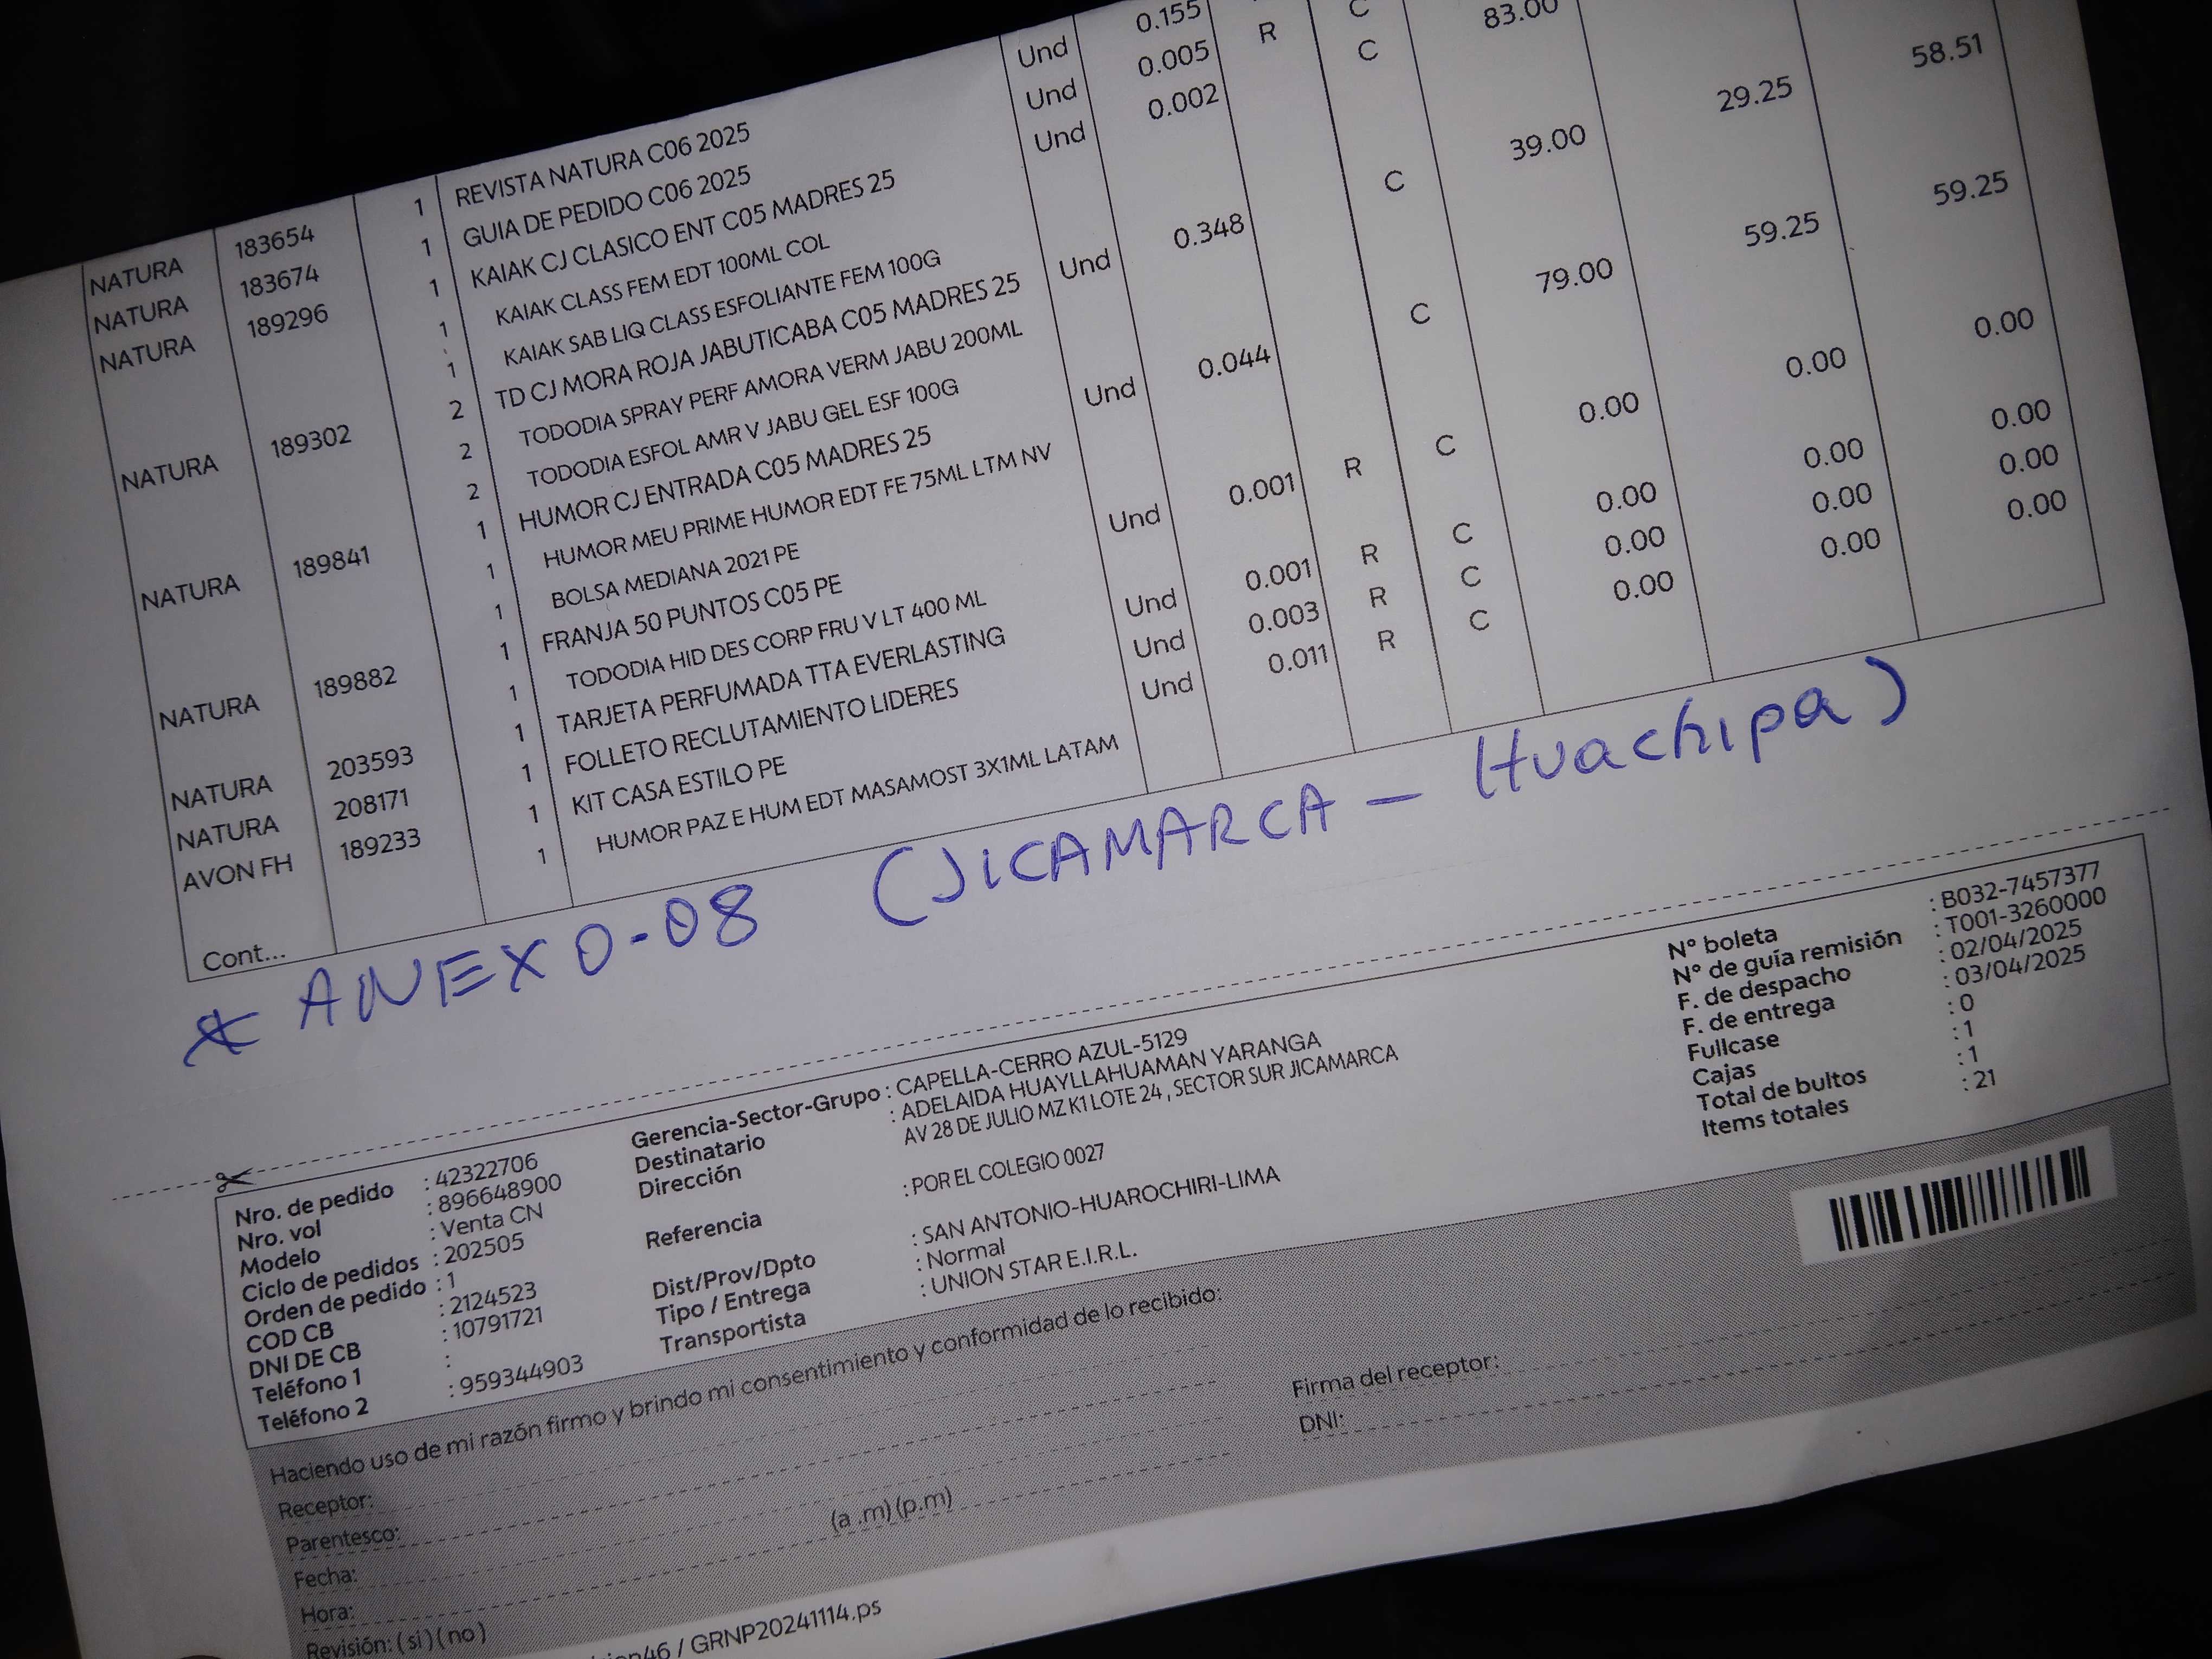 NATURA 183654 1 REVISTA NATURA C06 2025 Und 0.155 C 83.00
NATURA 183674 1 GUIA DE PEDIDO C06 2025 Und 0.005 R C
NATURA 189296 1 KAIAK CJ CLASICO ENT C05 MADRES 25 Und 0.002 58.51
1 KAIAK CLASS FEM EDT 100ML COL
1 KAIAK SAB LIQ CLASS ESFOLIANTE FEM 100G
NATURA 189302 2 TD CJ MORA ROJA JABUTICABA C05 MADRES 25 Und 0.348 C 39.00 29.25
2 TODODIA SPRAY PERF AMORA VERM JABU 200ML
2 TODODIA ESFOL AMR V JABU GEL ESF 100G
NATURA 189841 1 HUMOR CJ ENTRADA C05 MADRES 25 Und 0.044 C 79.00 59.25 59.25
1 HUMOR MEU PRIME HUMOR EDT FE 75ML LTM NV
1 BOLSA MEDIANA 2021 PE
NATURA 189882 1 FRANJA 50 PUNTOS C05 PE Und 0.001 R C 0.00 0.00 0.00
1 TODODIA HID DES CORP FRU V LT 400 ML
NATURA 203593 1 TARJETA PERFUMADA TTA EVERLASTING Und 0.001 R C 0.00 0.00 0.00
NATURA 208171 1 FOLLETO RECLUTAMIENTO LIDERES Und 0.003 R C 0.00 0.00 0.00
AVON FH 189233 1 KIT CASA ESTILO PE Und 0.011 R C 0.00 0.00 0.00
1 HUMOR PAZ E HUM EDT MASAMOST 3X1ML LATAM
Cont...
* ANEXO-08 (JICAMARCA - Huachipa)
Nro. de pedido : 42322706
Nro. vol : 896648900
Modelo : Venta CN
Ciclo de pedidos : 202505
Orden de pedido : 1
COD CB : 2124523
DNI DE CB : 10791721
Teléfono 1 :
Teléfono 2 : 959344903
Gerencia-Sector-Grupo : CAPELLA-CERRO AZUL-5129
Destinatario : ADELAIDA HUAYLLAHUAMAN YARANGA
Dirección AV 28 DE JULIO MZ K1 LOTE 24 , SECTOR SUR JICAMARCA
Referencia : POR EL COLEGIO 0027
Dist/Prov/Dpto : SAN ANTONIO-HUAROCHIRI-LIMA
Tipo / Entrega : Normal
Transportista : UNION STAR E.I.R.L.
N° boleta : B032-7457377
N° de guía remisión : T001-3260000
F. de despacho : 02/04/2025
F. de entrega : 03/04/2025
Fullcase : 0
Cajas : 1
Total de bultos : 1
Items totales : 21
Haciendo uso de mi razón firmo y brindo mi consentimiento y conformidad de lo recibido:
Receptor:
Parentesco:
Fecha:
Hora: (a .m) (p.m)
Revisión: ( si ) ( no )
Firma del receptor:
DNI:
46 / GRNP20241114.ps